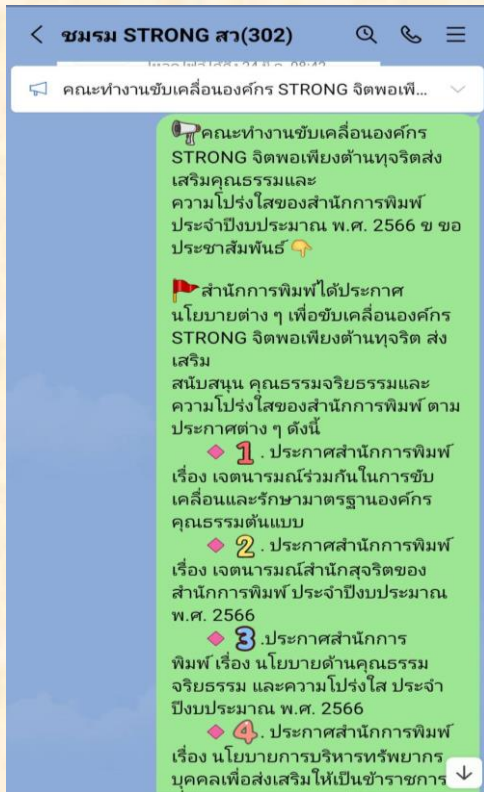 ชมรม STRONG สว(302)
คณะทำงานขับเคลื่อนองค์กร STRONG จิตพอเพี...
คณะทำงานขับเคลื่อนองค์กร
STRONG จิตพอเพียงต้านทุจริตส่ง
เสริมคุณธรรมและ
ความโปร่งใสของสำนักการพิมพ์
ประจำปีงบประมาณ พ.ศ. 2566 ข ขอ
ประชาสัมพันธ์
สำนักการพิมพ์ได้ประกาศ
นโยบายต่าง ๆ เพื่อขับเคลื่อนองค์กร
STRONG จิตพอเพียงต้านทุจริต ส่ง
เสริม
สนับสนุน คุณธรรมจริยธรรมและ
ความโปร่งใสของสำนักการพิมพ์ ตาม
ประกาศต่าง ๆ ดังนี้
1 . ประกาศสำนักการพิมพ์
เรื่อง เจตนารมณ์ร่วมกันในการขับ
เคลื่อนและรักษามาตรฐานองค์กร
คุณธรรมต้นแบบ
2 . ประกาศสำนักการพิมพ์
เรื่อง เจตนารมณ์สำนักสุจริตของ
สำนักการพิมพ์ ประจำปีงบประมาณ
พ.ศ. 2566
3 .ประกาศสำนักการ
พิมพ์ เรื่อง นโยบายด้านคุณธรรม
จริยธรรม และความโปร่งใส ประจำ
ปีงบประมาณ พ.ศ. 2566
4 . ประกาศสำนักการพิมพ์
เรื่อง นโยบายการบริหารทรัพยากร
บุคคลเพื่อส่งเสริมให้เป็นข้าราชการ